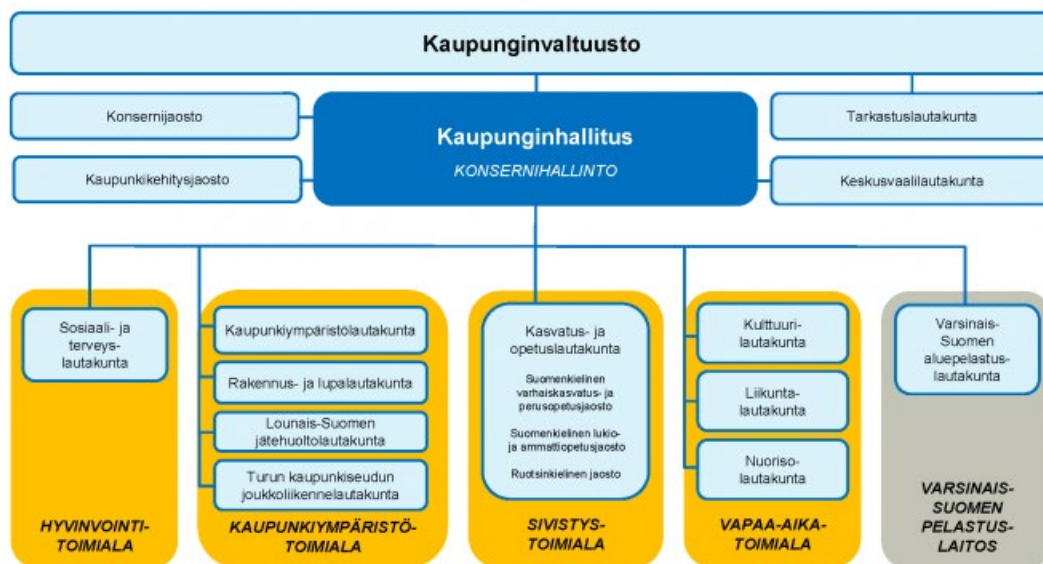 Kaupunginvaltuusto
Konsernijaosto
Kaupunkikehitysjaosto
Kaupunginhallitus
KONSERNIHALLINTO
Tarkastuslautakunta
Keskusvaalilautakunta
Sosiaali- ja
terveys-
lautakunta
HYVINVOINTI-
TOIMIALA
Kaupunkiympäristölautakunta
Rakennus- ja lupalautakunta
Lounais-Suomen
jätehuoltolautakunta
Turun kaupunkiseudun
joukkoliikennelautakunta
KAUPUNKIYMPÄRISTÖ-
TOIMIALA
Kasvatus- ja
opetuslautakunta
Suomenkielinen
varhaiskasvatus- ja
perusopetusjaosto
Suomenkielinen lukio-
ja ammattiopetusjaosto
Ruotsinkielinen jaosto
SIVISTYS-
TOIMIALA
Kulttuuri-
lautakunta
Liikunta-
lautakunta
Nuoriso-
lautakunta
VAPAA-AIKA-
TOIMIALA
Varsinais-
Suomen
aluepelastus-
lautakunta
VARSINAIS-
SUOMEN
PELASTUS-
LAITOS